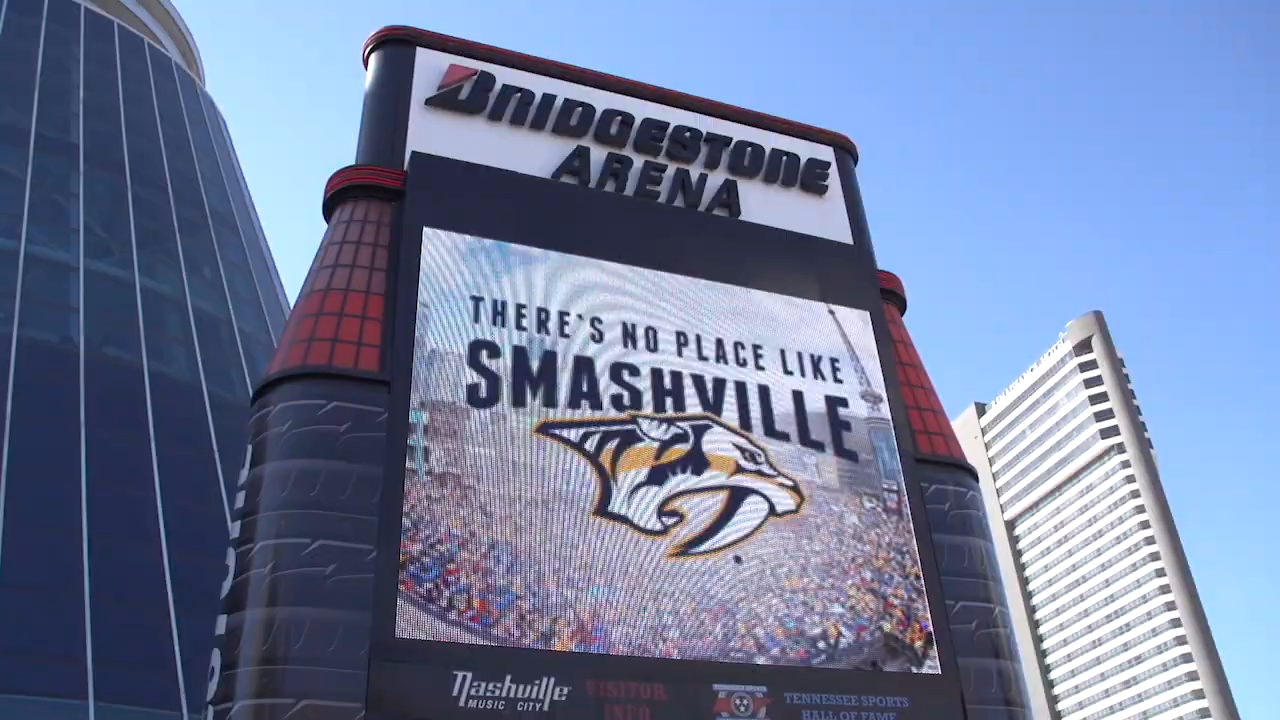 BRIDGESTONE
ARENA
THERE'S NO PLACE LIKE
SMASHVILLE
Nashville
MUSIC CITY
VISITOR
INFO
TENNESSEE SPORTS
HALL OF FAME